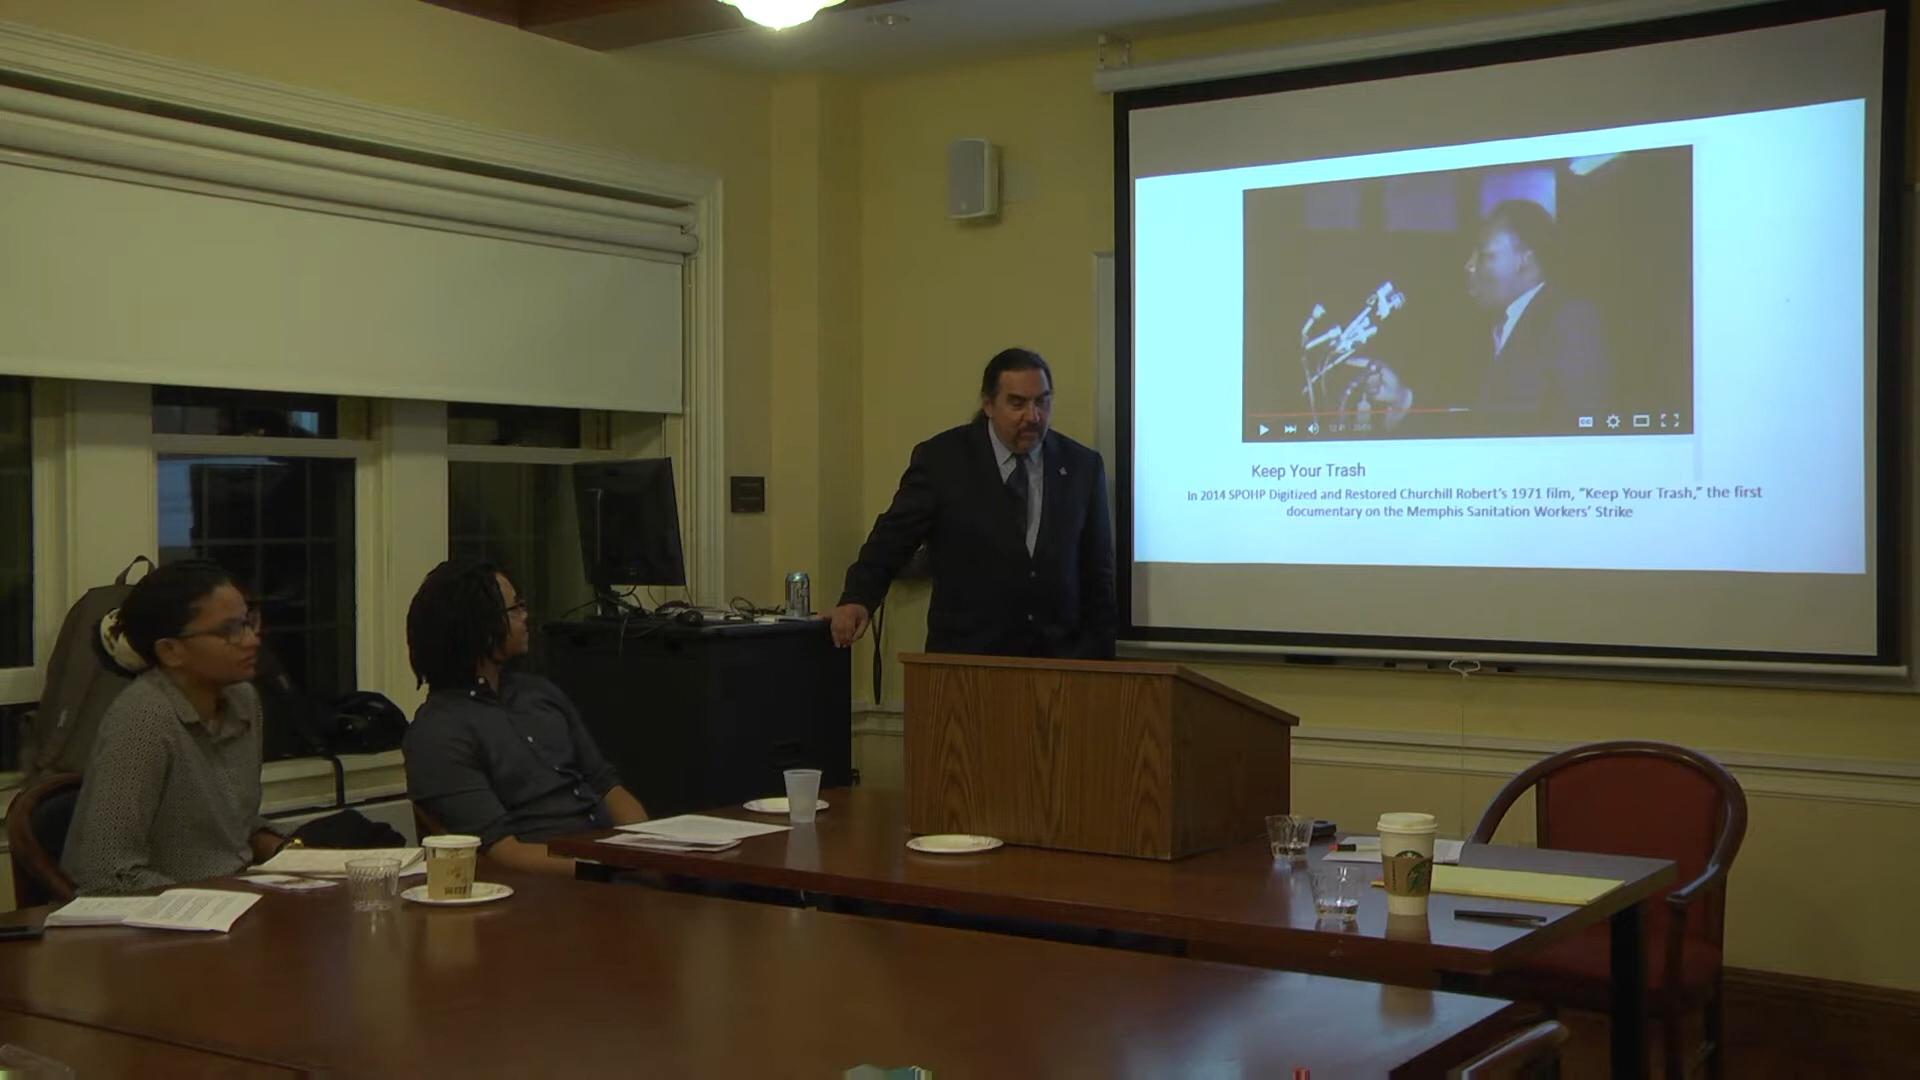 Keep Your Trash
In 2014 SPOHP Digitized and Restored Churchill Robert's 1971 film, "Keep Your Trash," the first
documentary on the Memphis Sanitation Workers' Strike